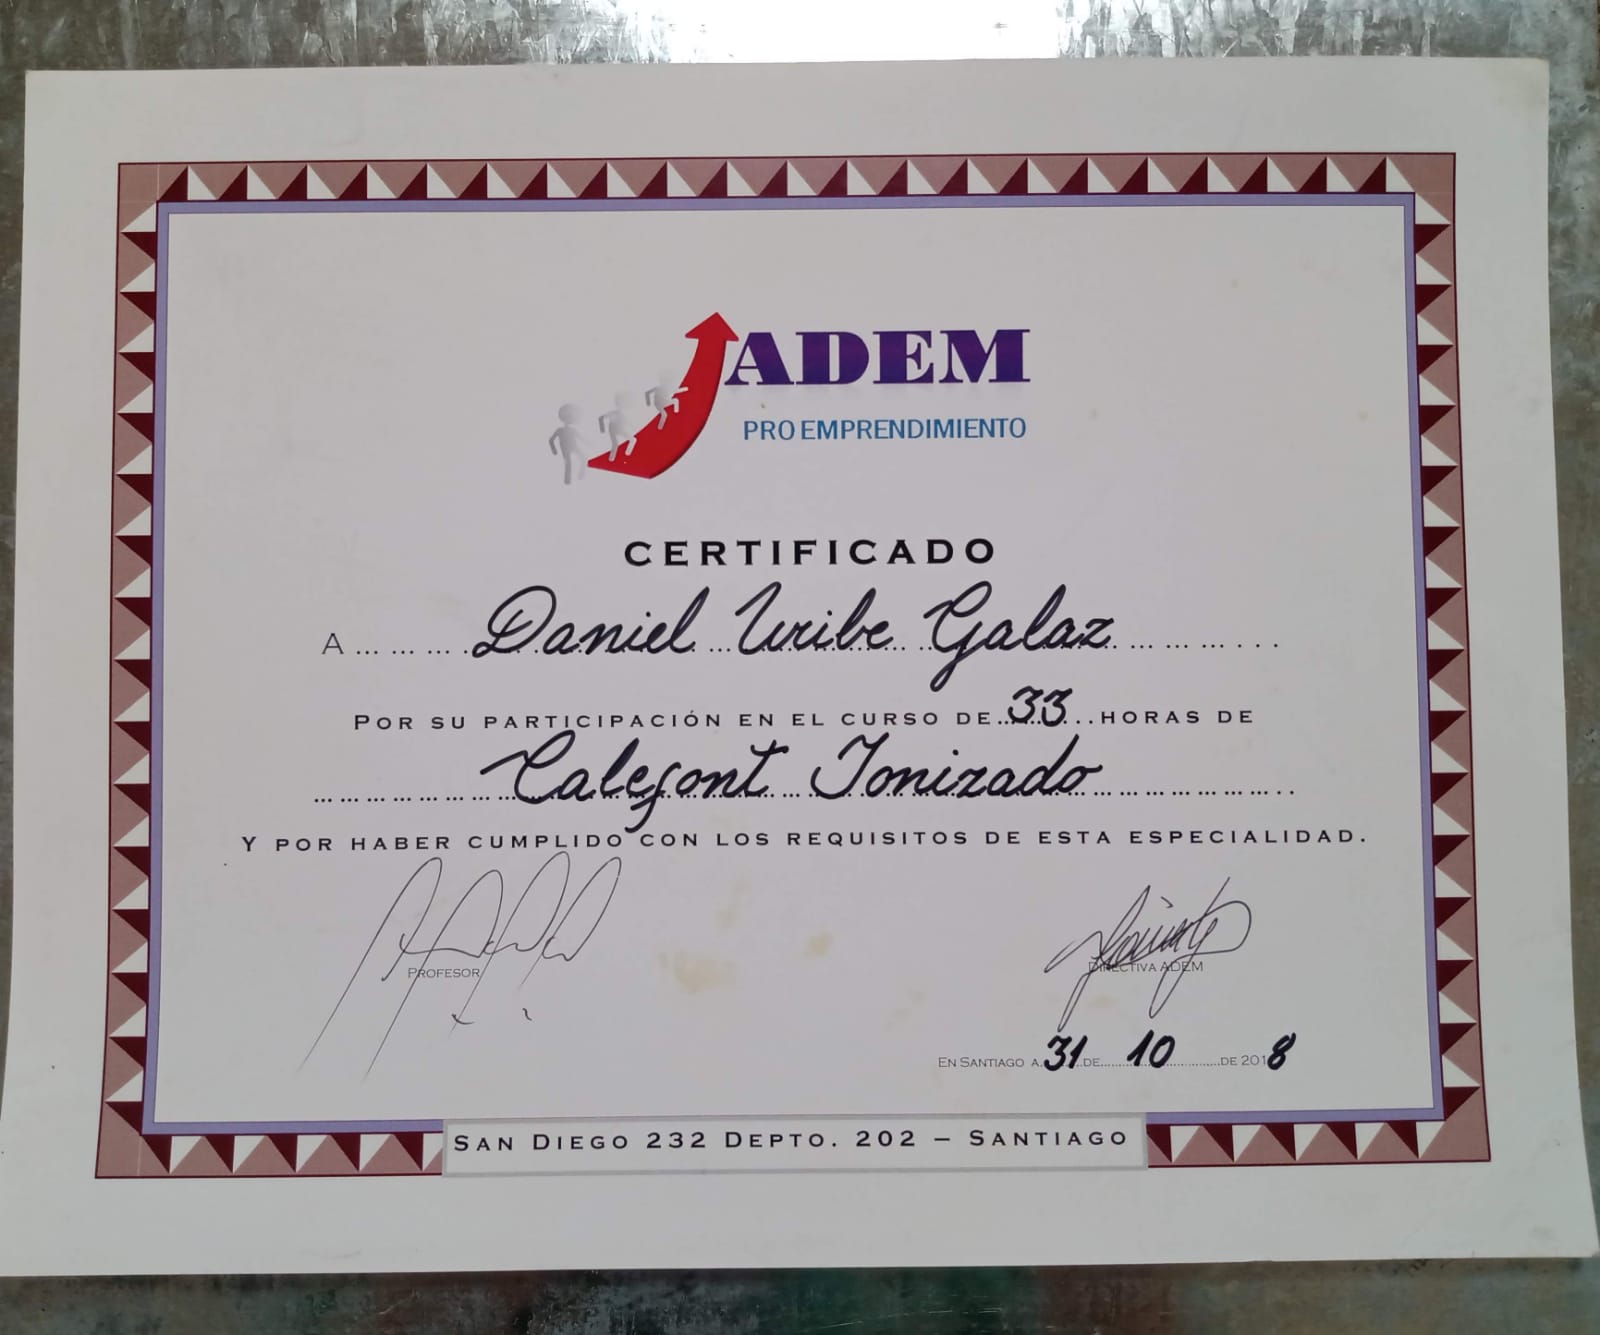 ADEM
PRO EMPRENDIMIENTO
CERTIFICADO
A ... ... ... . Daniel Uribe Galaz ... ... ... . . .
POR SU PARTICIPACIÓN EN EL CURSO DE 33 HORAS DE
Calefont Ionizado
Y POR HABER CUMPLIDO CON LOS REQUISITOS DE ESTA ESPECIALIDAD.
PROFESOR
DIRECTIVA ADEM
EN SANTIAGO A 31 DE 10 DE 2018
SAN DIEGO 232 DEPTO. 202 – SANTIAGO